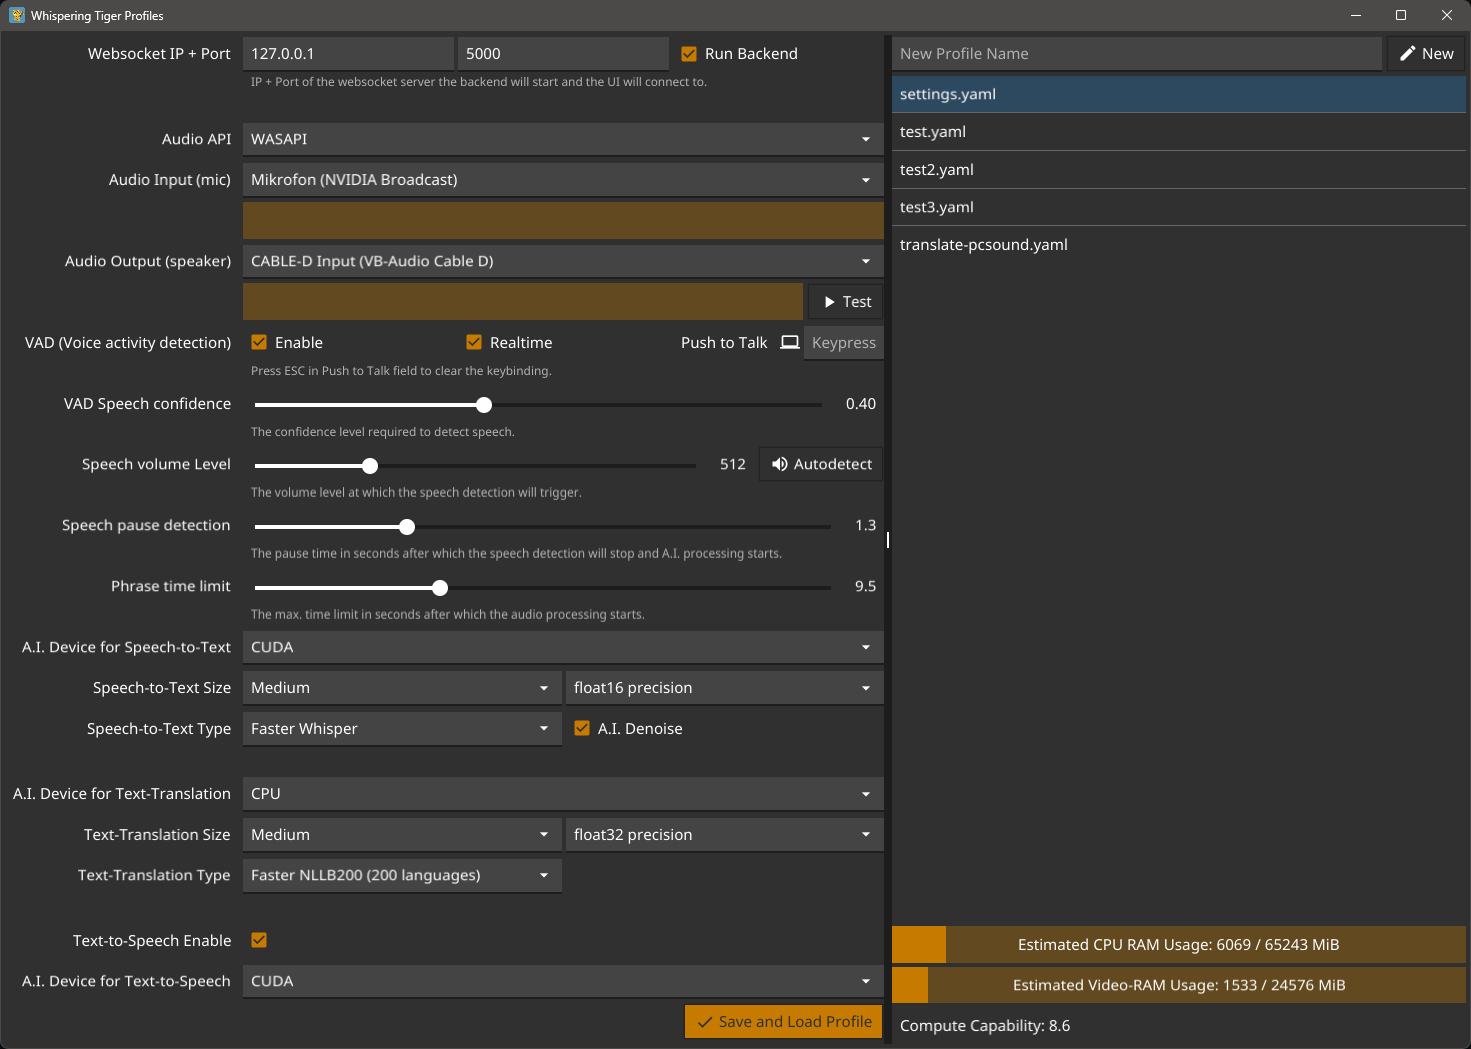 Whispering Tiger Profiles
Websocket IP + Port 127.0.0.1 5000 Run Backend
IP + Port of the websocket server the backend will start and the UI will connect to.
Audio API WASAPI
Audio Input (mic) Mikrofon (NVIDIA Broadcast)
Audio Output (speaker) CABLE-D Input (VB-Audio Cable D)
Test
VAD (Voice activity detection) Enable Realtime Push to Talk Keypress
Press ESC in Push to Talk field to clear the keybinding.
VAD Speech confidence 0.40
The confidence level required to detect speech.
Speech volume Level 512 Autodetect
The volume level at which the speech detection will trigger.
Speech pause detection 1.3
The pause time in seconds after which the speech detection will stop and A.I. processing starts.
Phrase time limit 9.5
The max. time limit in seconds after which the audio processing starts.
A.I. Device for Speech-to-Text CUDA
Speech-to-Text Size Medium float16 precision
Speech-to-Text Type Faster Whisper A.I. Denoise
A.I. Device for Text-Translation CPU
Text-Translation Size Medium float32 precision
Text-Translation Type Faster NLLB200 (200 languages)
Text-to-Speech Enable
A.I. Device for Text-to-Speech CUDA
Save and Load Profile
New Profile Name New
settings.yaml
test.yaml
test2.yaml
test3.yaml
translate-pcsound.yaml
Estimated CPU RAM Usage: 6069 / 65243 MiB
Estimated Video-RAM Usage: 1533 / 24576 MiB
Compute Capability: 8.6